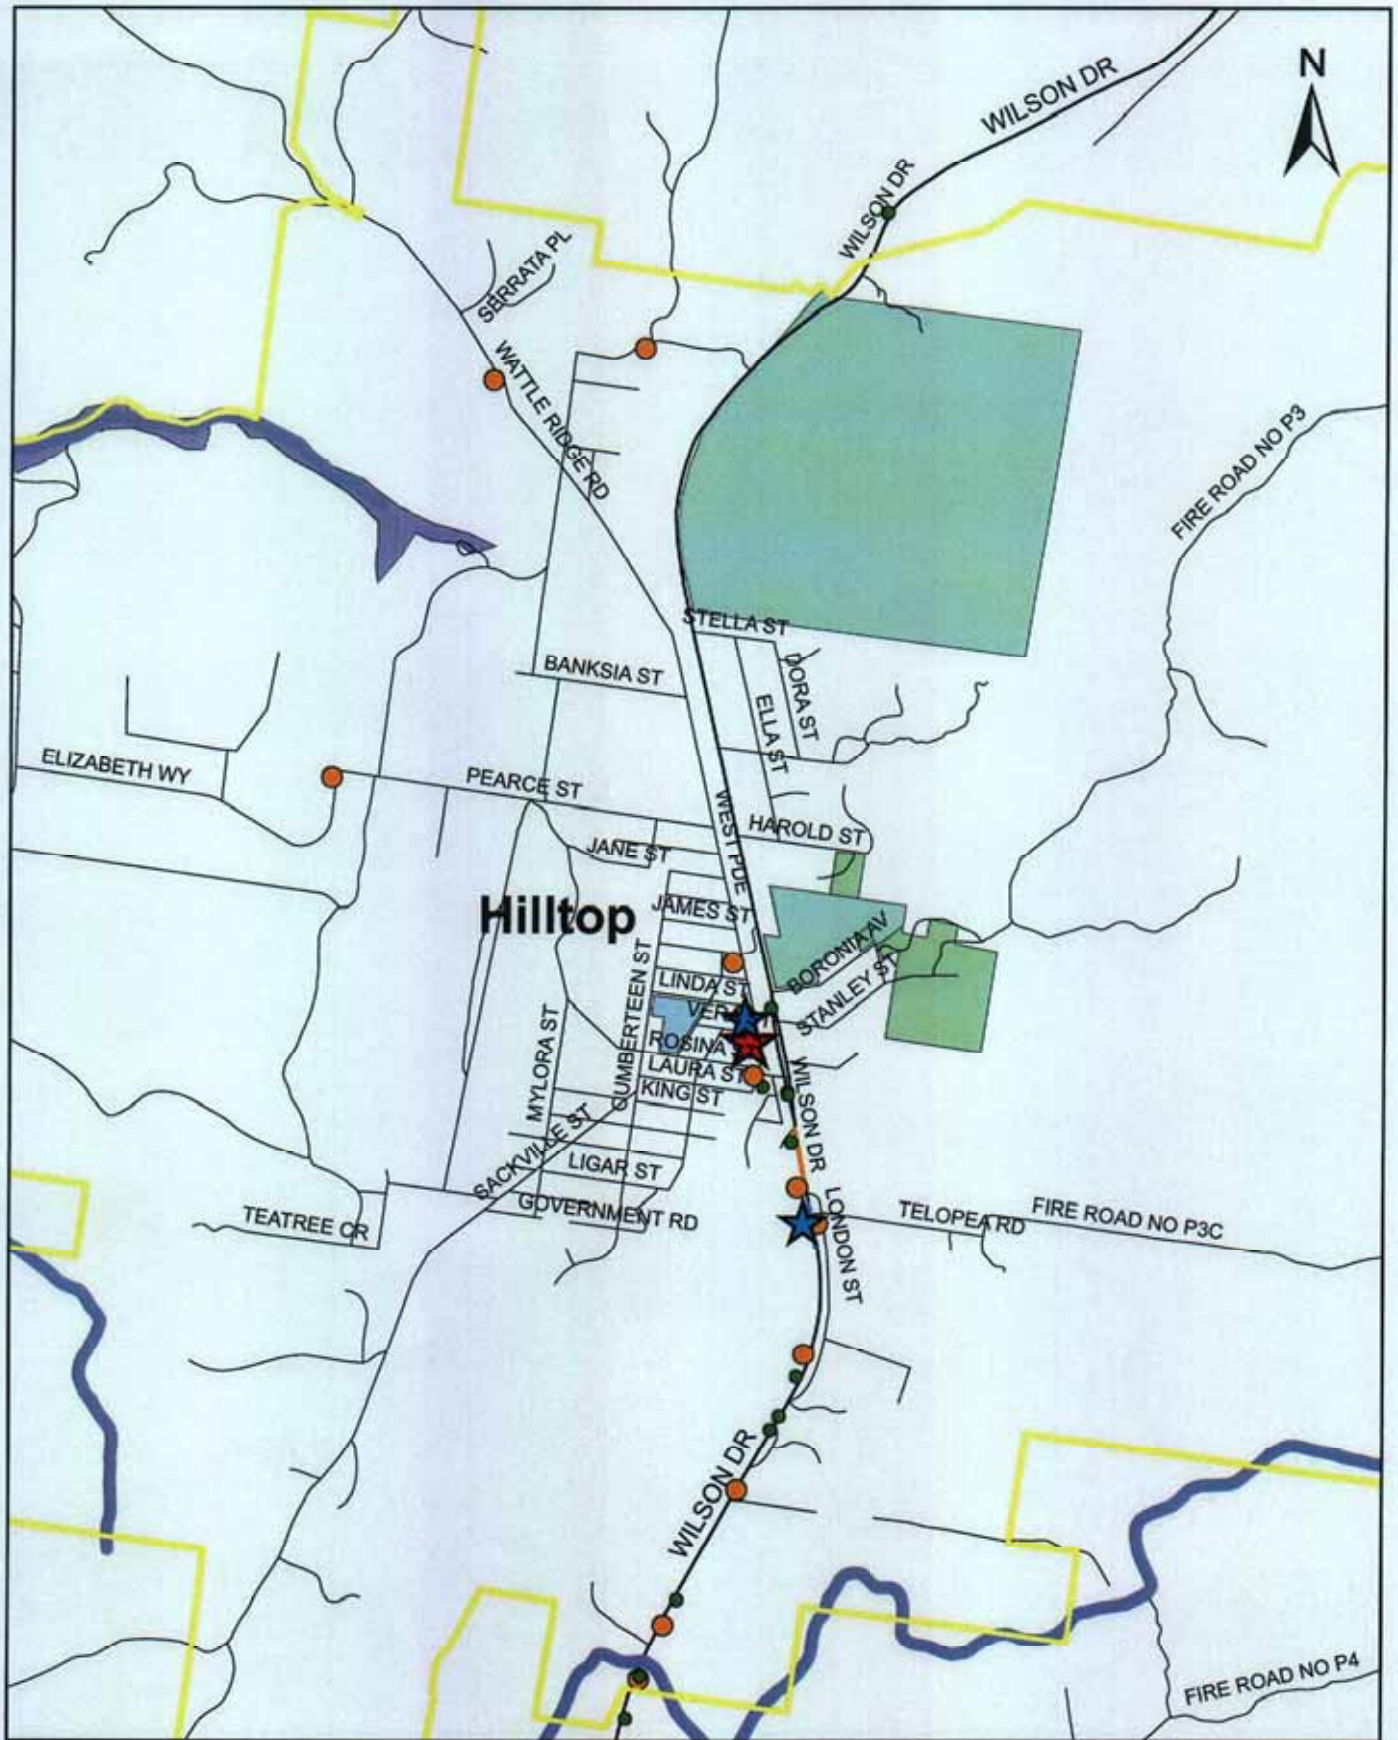 N
WILSON DR
WILSON DR
SERRATA PL
WATTLE RIDGE RD
FIRE ROAD NO P3
STELLA ST
BANKSIA ST
DORA ST
ELLA ST
ELIZABETH WY
PEARCE ST
WEST PDE
HAROLD ST
JANE ST
Hilltop
JAMES ST
BORONIA AV
LINDA ST
STANLEY ST
CUMBERTEEN ST
MYLORA ST
ROSINA
LAURA ST
KING ST
WILSON DR
SACKVILLE ST
LIGAR ST
GOVERNMENT RD
TEATREE CR
LONDON ST
TELOPEA RD
FIRE ROAD NO P3C
WILSON DR
FIRE ROAD NO P4